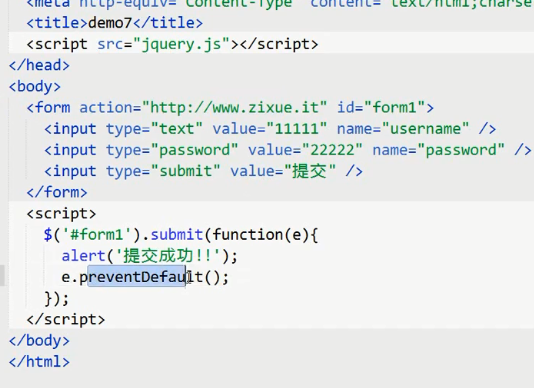 <meta http-equiv="Content-Type" content="text/html;charse
<title>demo7</title>
<script src="jquery.js"></script>
</head>
<body>
<form action="http://www.zixue.it" id="form1">
<input type="text" value="11111" name="username" />
<input type="password" value="22222" name="password" />
<input type="submit" value="提交" />
</form>
<script>
$('#form1').submit(function(e){
alert('提交成功!!');
e.preventDefault();
});
</script>
</body>
</html>